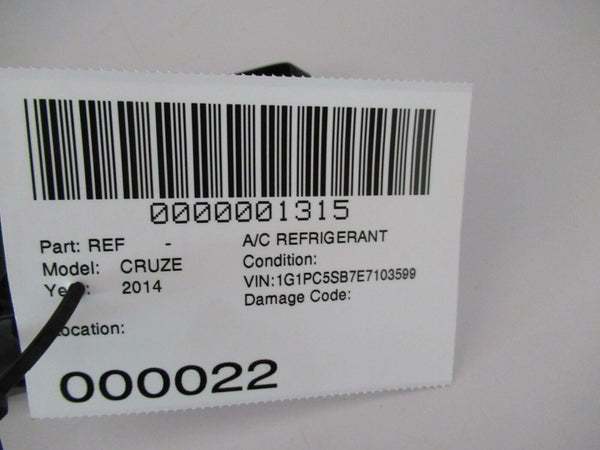 0000001315
Part: REF - A/C REFRIGERANT
Model: CRUZE Condition:
2014 VIN:1G1PC5SB7E7103599
Damage Code:
ocation:
000022